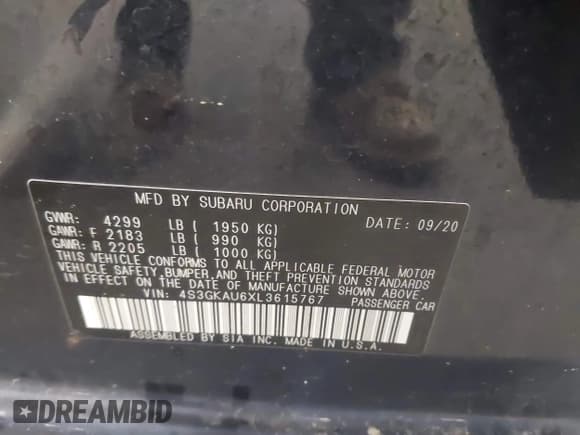 MFD BY SUBARU CORPORATION
DATE: 09/20
GVWR: 4299 LB ( 1950 KG)
GAWR: F 2183 LB ( 990 KG)
GAWR: R 2205 LB ( 1000 KG)
THIS VEHICLE CONFORMS TO ALL APPLICABLE FEDERAL MOTOR
VEHICLE SAFETY,BUMPER,AND THEFT PREVENTION STANDARDS
IN EFFECT ON THE DATE OF MANUFACTURE SHOWN ABOVE.
VIN: 4S3GKAU6XL3615767 PASSENGER CAR
ASSEMBLED BY SIA INC. MADE IN U.S.A.
DREAMBID